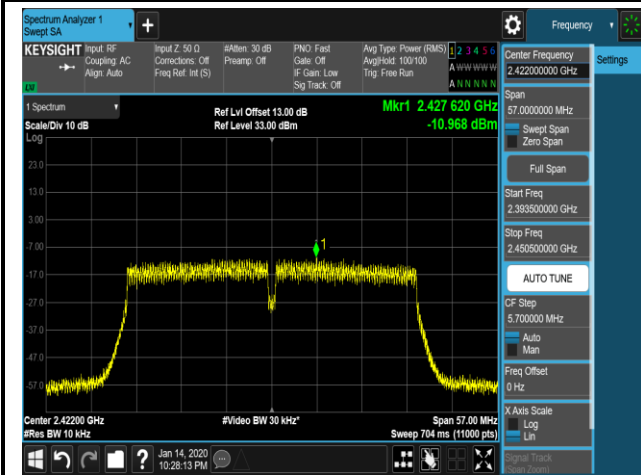 Spectrum Analyzer 1
Swept SA
Frequency
KEYSIGHT
Input: RF
Coupling: AC
Align: Auto
Input Z: 50 Ω
Corrections: Off
Freq Ref: Int (S)
#Atten: 30 dB
Preamp: Off
PNO: Fast
Gate: Off
IF Gain: Low
Sig Track: Off
Avg Type: Power (RMS)
Avg|Hold: 100/100
Trig: Free Run
1 2 3 4 5 6
A W W W W W
A N N N N N
Settings
Center Frequency
2.422000000 GHz
Span
57.0000000 MHz
Swept Span
Zero Span
Full Span
Start Freq
2.393500000 GHz
Stop Freq
2.450500000 GHz
AUTO TUNE
CF Step
5.700000 MHz
Auto
Man
Freq Offset
0 Hz
X Axis Scale
Log
Lin
Signal Track
(Span Zoom)
1 Spectrum
Scale/Div 10 dB
Log
Ref Lvl Offset 13.00 dB
Ref Level 33.00 dBm
Mkr1 2.427 620 GHz
-10.968 dBm
23.0
13.0
3.00
-7.00
-17.0
-27.0
-37.0
-47.0
-57.0
1
Center 2.42200 GHz
#Res BW 10 kHz
#Video BW 30 kHz*
Span 57.00 MHz
Sweep 704 ms (11000 pts)
?
Jan 14, 2020
10:28:13 PM